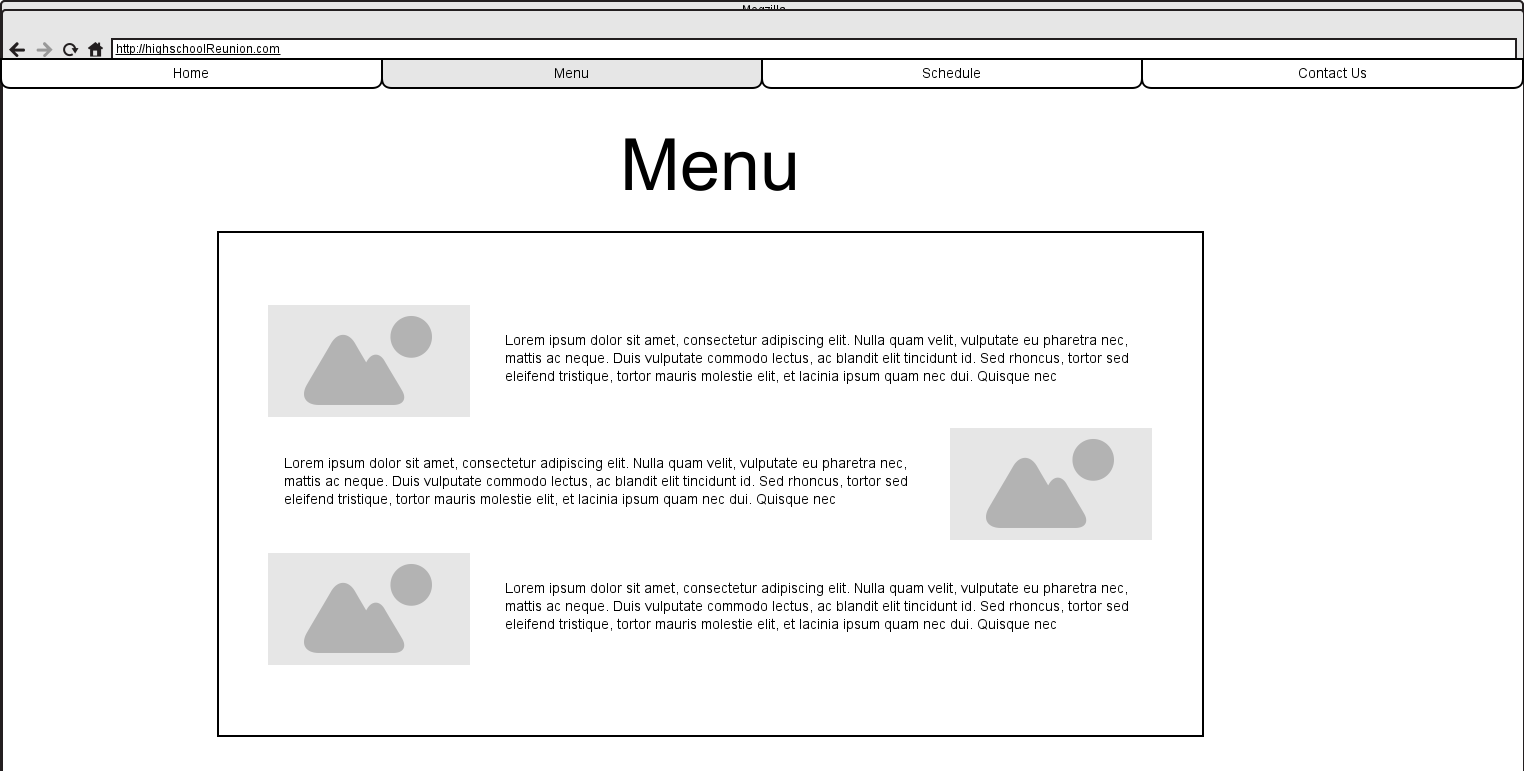 http://highschoolReunion.com
Home
Menu
Schedule
Contact Us
Menu
Lorem ipsum dolor sit amet, consectetur adipiscing elit. Nulla quam velit, vulputate eu pharetra nec,
mattis ac neque. Duis vulputate commodo lectus, ac blandit elit tincidunt id. Sed rhoncus, tortor sed
eleifend tristique, tortor mauris molestie elit, et lacinia ipsum quam nec dui. Quisque nec
Lorem ipsum dolor sit amet, consectetur adipiscing elit. Nulla quam velit, vulputate eu pharetra nec,
mattis ac neque. Duis vulputate commodo lectus, ac blandit elit tincidunt id. Sed rhoncus, tortor sed
eleifend tristique, tortor mauris molestie elit, et lacinia ipsum quam nec dui. Quisque nec
Lorem ipsum dolor sit amet, consectetur adipiscing elit. Nulla quam velit, vulputate eu pharetra nec,
mattis ac neque. Duis vulputate commodo lectus, ac blandit elit tincidunt id. Sed rhoncus, tortor sed
eleifend tristique, tortor mauris molestie elit, et lacinia ipsum quam nec dui. Quisque nec